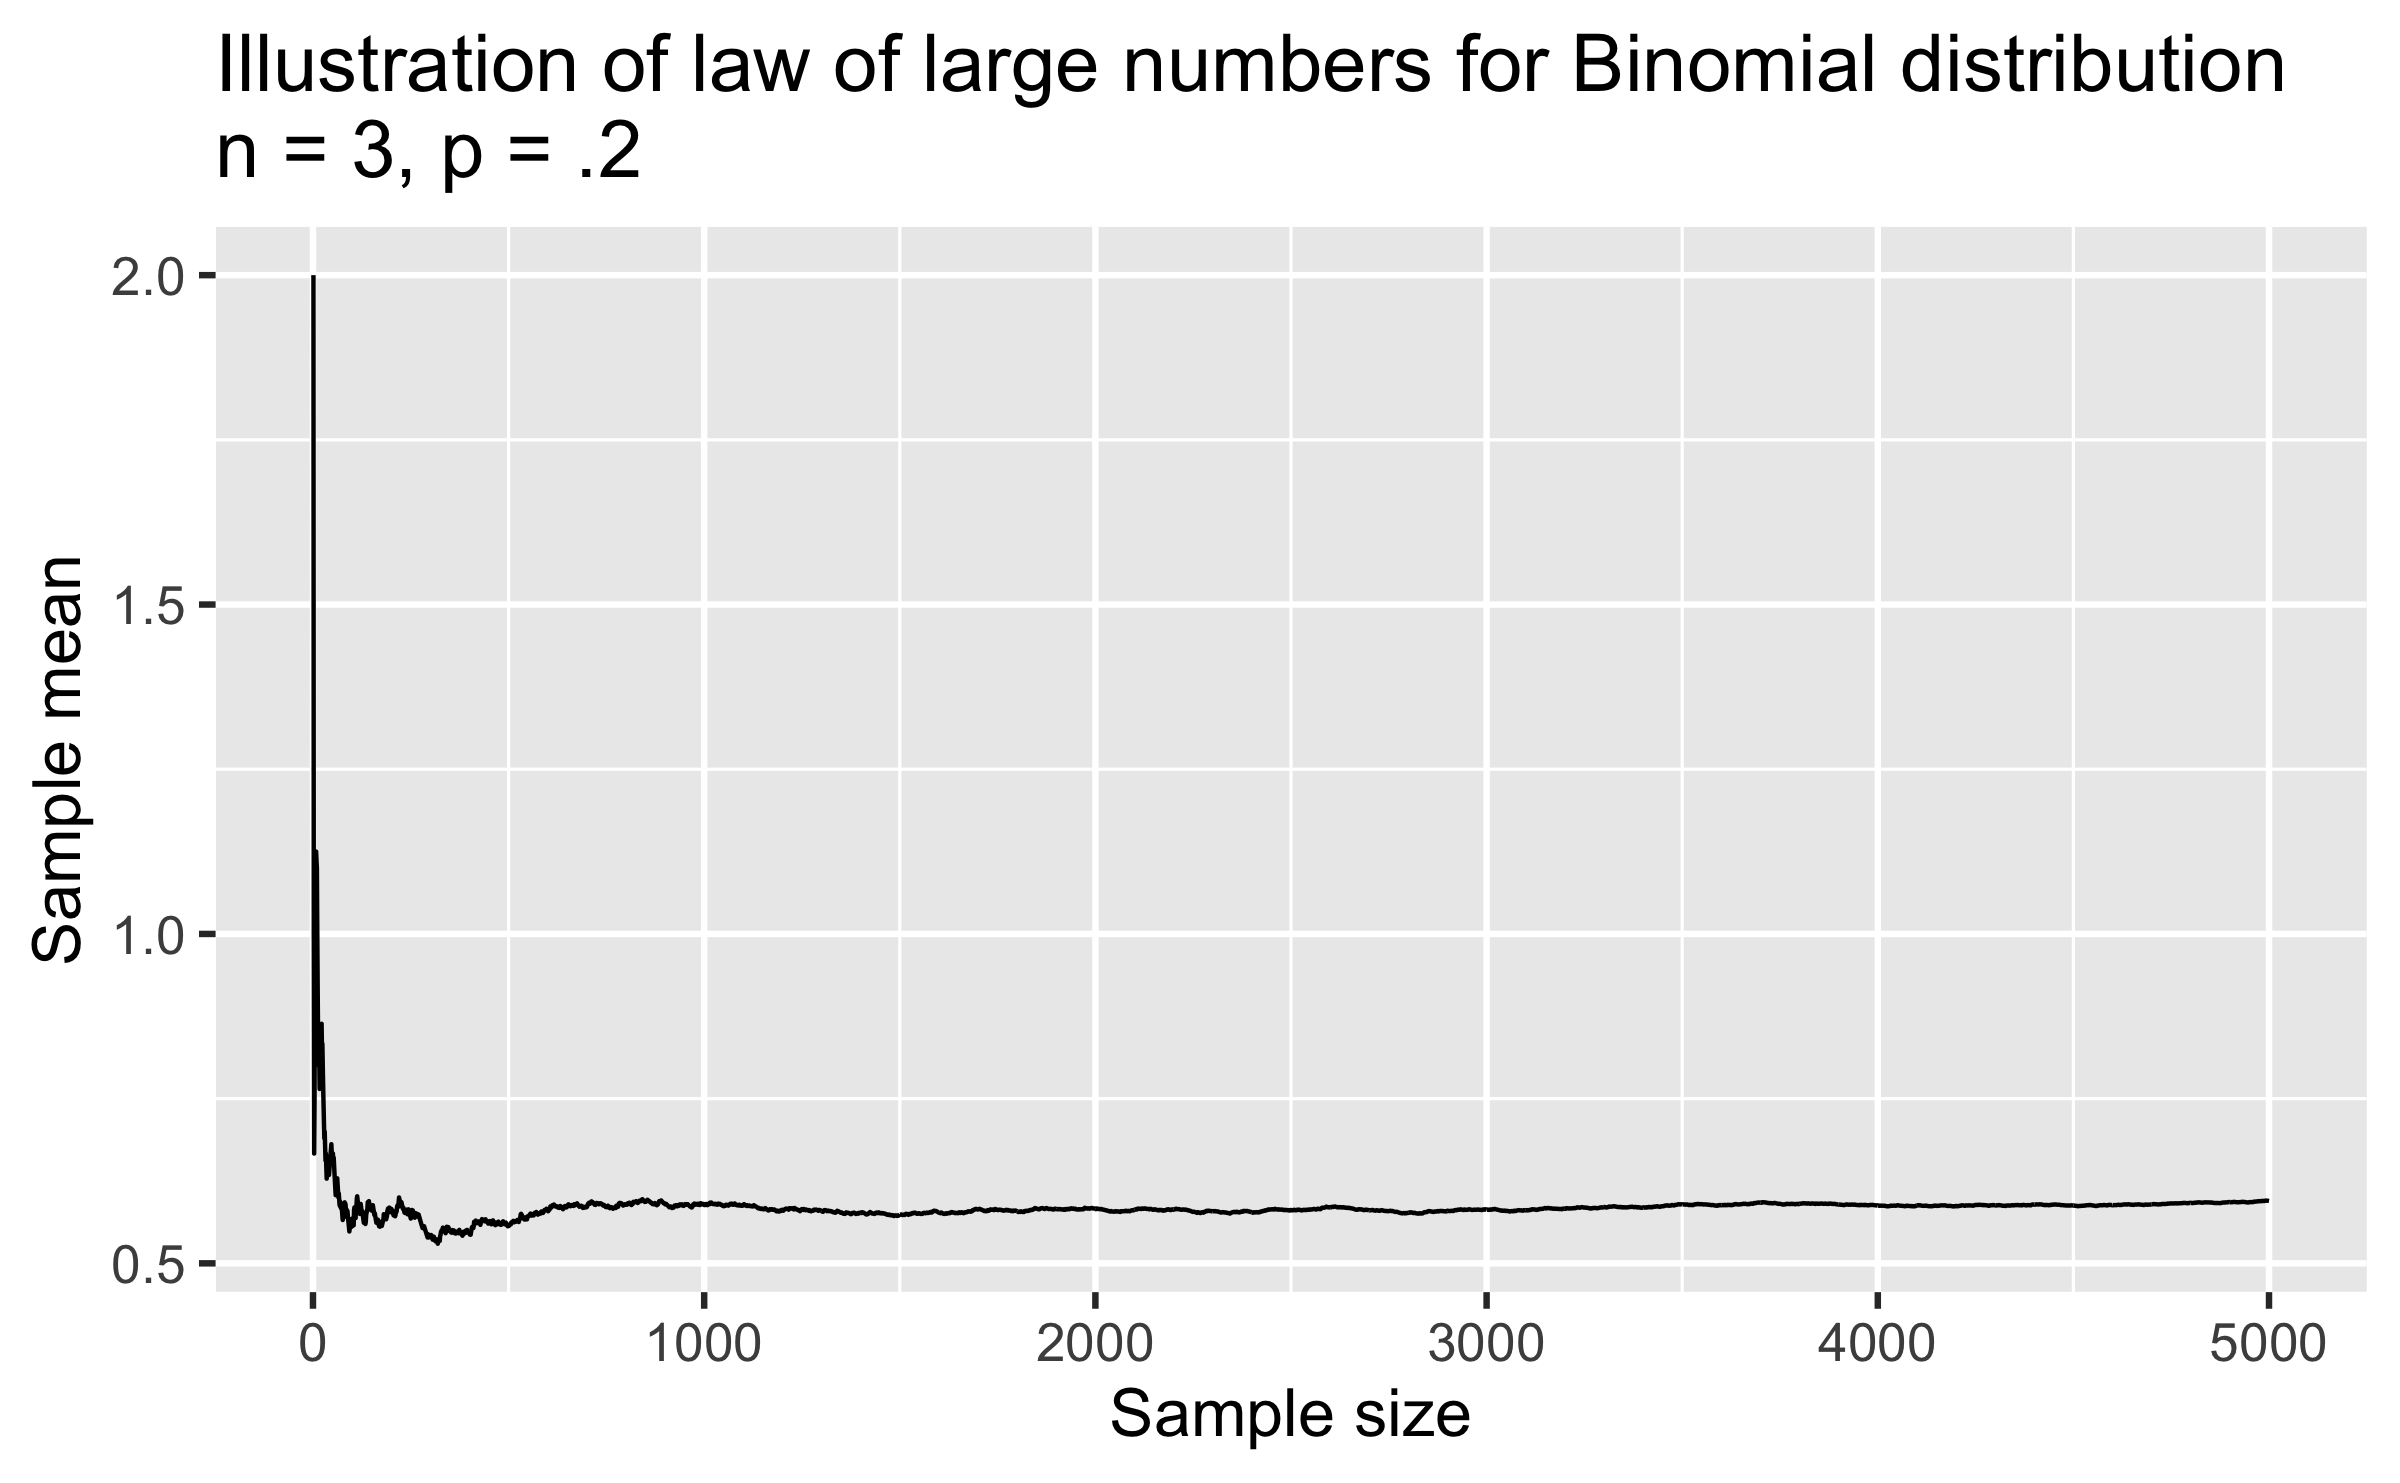 Illustration of law of large numbers for Binomial distribution
n = 3, p = .2
2.0
1.5
1.0
0.5
Sample mean
0 1000 2000 3000 4000 5000
Sample size